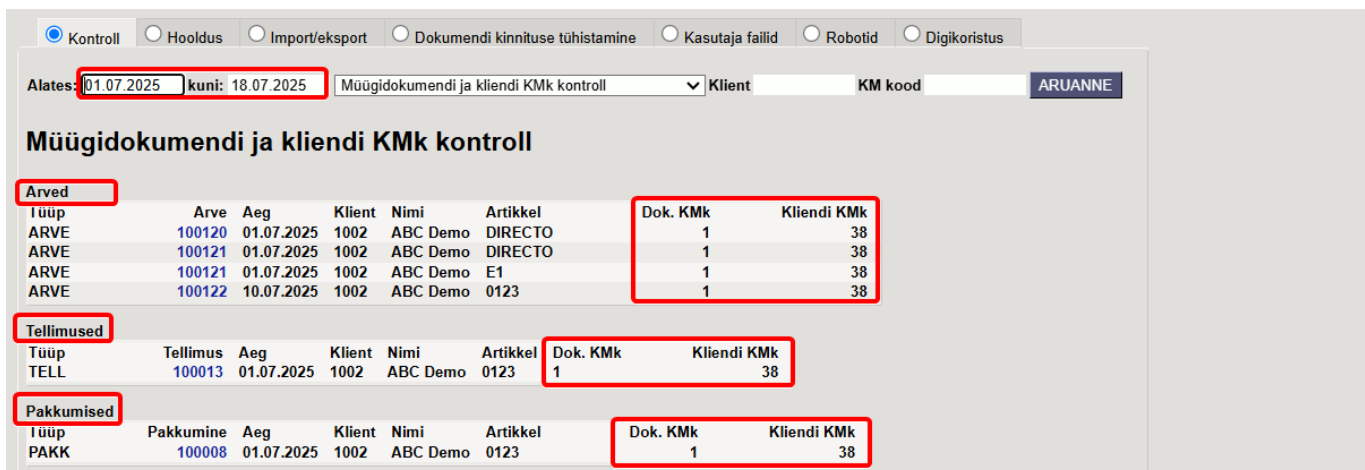 Kontroll Hooldus Import/eksport Dokumendi kinnituse tühistamine Kasutaja failid Robotid Digikoristus
Alates: 01.07.2025 kuni: 18.07.2025 Müügidokumendi ja kliendi KMk kontroll Klient KM kood ARUANNE
Müügidokumendi ja kliendi KMk kontroll
Arved
Tüüp Arve Aeg Klient Nimi Artikkel Dok. KMk Kliendi KMk
ARVE 100120 01.07.2025 1002 ABC Demo DIRECTO 1 38
ARVE 100121 01.07.2025 1002 ABC Demo DIRECTO 1 38
ARVE 100121 01.07.2025 1002 ABC Demo E1 1 38
ARVE 100122 10.07.2025 1002 ABC Demo 0123 1 38
Tellimused
Tüüp Tellimus Aeg Klient Nimi Artikkel Dok. KMk Kliendi KMk
TELL 100013 01.07.2025 1002 ABC Demo 0123 1 38
Pakkumised
Tüüp Pakkumine Aeg Klient Nimi Artikkel Dok. KMk Kliendi KMk
PAKK 100008 01.07.2025 1002 ABC Demo 0123 1 38